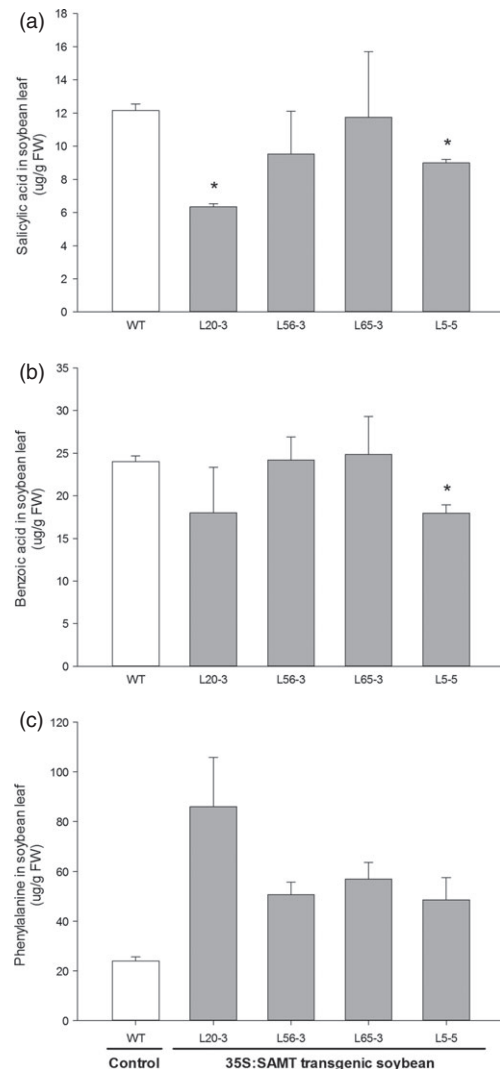 (a)
Salicylic acid in soybean leaf
(ug/g FW)
18
16
14
12
10
8
6
4
2
0
*
*
WT L20-3 L56-3 L65-3 L5-5
(b)
Benzoic acid in soybean leaf
(ug/g FW)
35
30
25
20
15
10
5
0
*
WT L20-3 L56-3 L65-3 L5-5
(c)
Phenylalanine in soybean leaf
(ug/g FW)
120
100
80
60
40
20
0
WT L20-3 L56-3 L65-3 L5-5
Control 35S:SAMT transgenic soybean